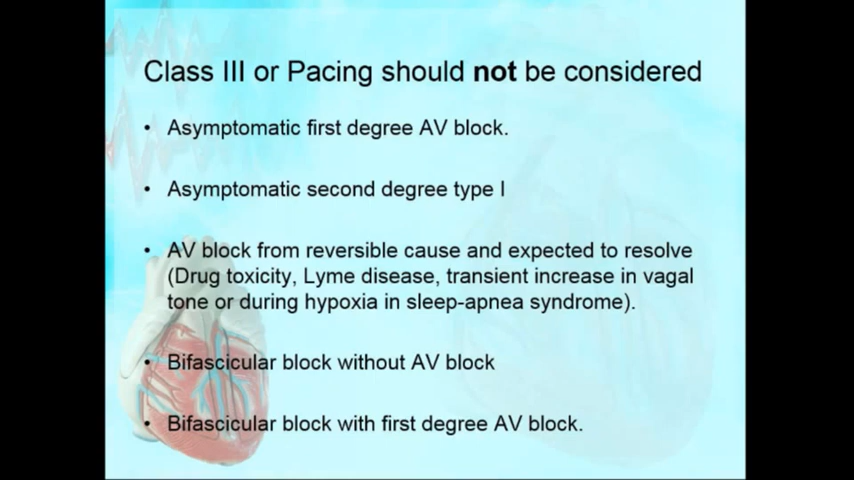 Class III or Pacing should not be considered
• Asymptomatic first degree AV block.
• Asymptomatic second degree type I
• AV block from reversible cause and expected to resolve
(Drug toxicity, Lyme disease, transient increase in vagal
tone or during hypoxia in sleep-apnea syndrome).
• Bifascicular block without AV block
• Bifascicular block with first degree AV block.